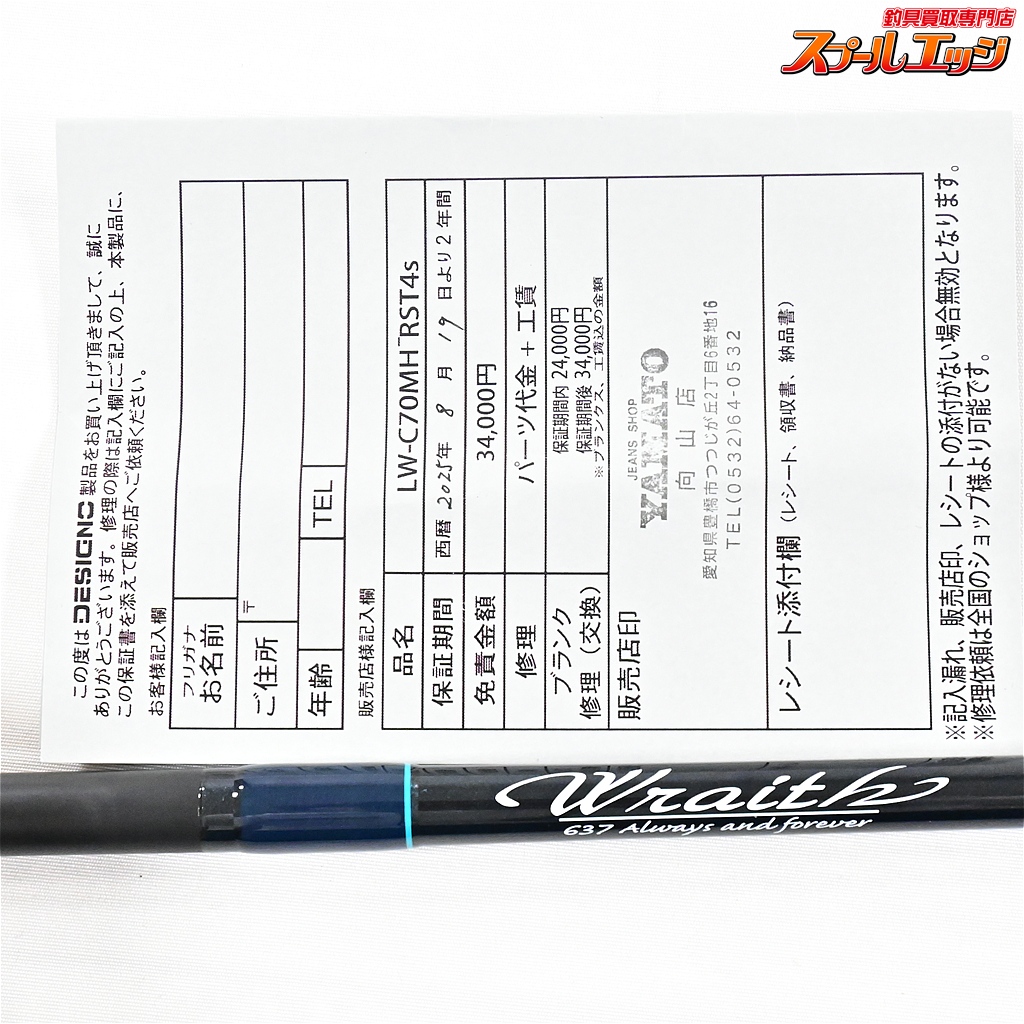 釣具買取専門店
スプールエッジ
この度は DESIGNO 製品をお買い上げ頂きまして、誠に
ありがとうございます。修理の際は記入欄にご記入の上、本製品に、
この保証書を添えて販売店へご依頼ください。
お客様記入欄
フリガナ
お名前
ご住所 〒
年齢 TEL
販売店様記入欄
品名 LW-C70MH-RST4s
保証期間 西暦 2025年 8 月 19 日より 2 年間
免責金額 34,000円
修理 パーツ代金 + 工賃
ブランク
修理（交換）
保証期間内 24,000円
保証期間後 34,000円
※ブランクス、工賃込の金額
販売店印
JEANS SHOP
YAMATO
向山店
愛知県豊橋市つつじが丘2丁目6番地16
TEL(0532)64-0532
レシート添付欄（レシート、領収書、納品書）
※記入漏れ、販売店印、レシートの添付がない場合無効となります。
※修理依頼は全国のショップ様より可能です。
Wraith
637 Always and forever